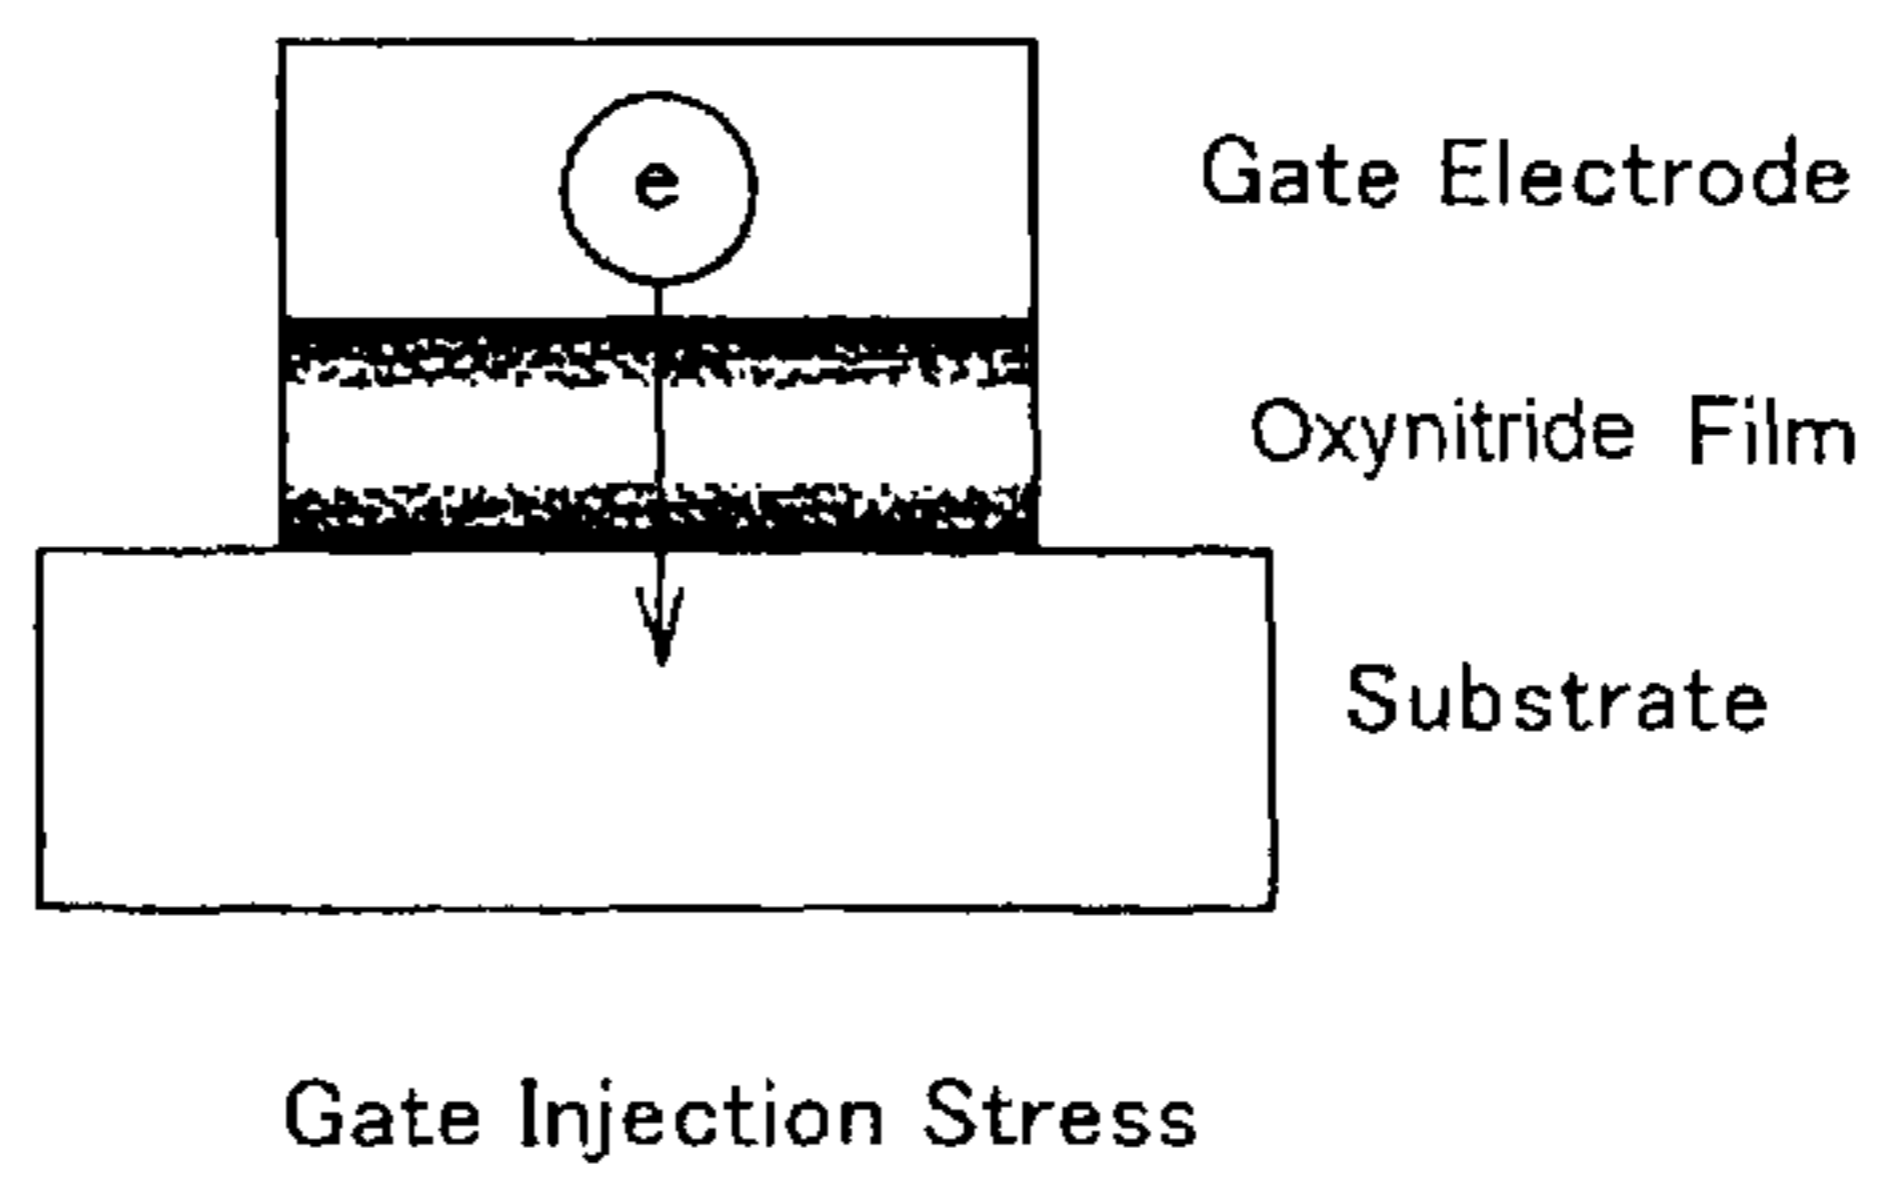 e
Gate Electrode
Oxynitride Film
Substrate
Gate Injection Stress